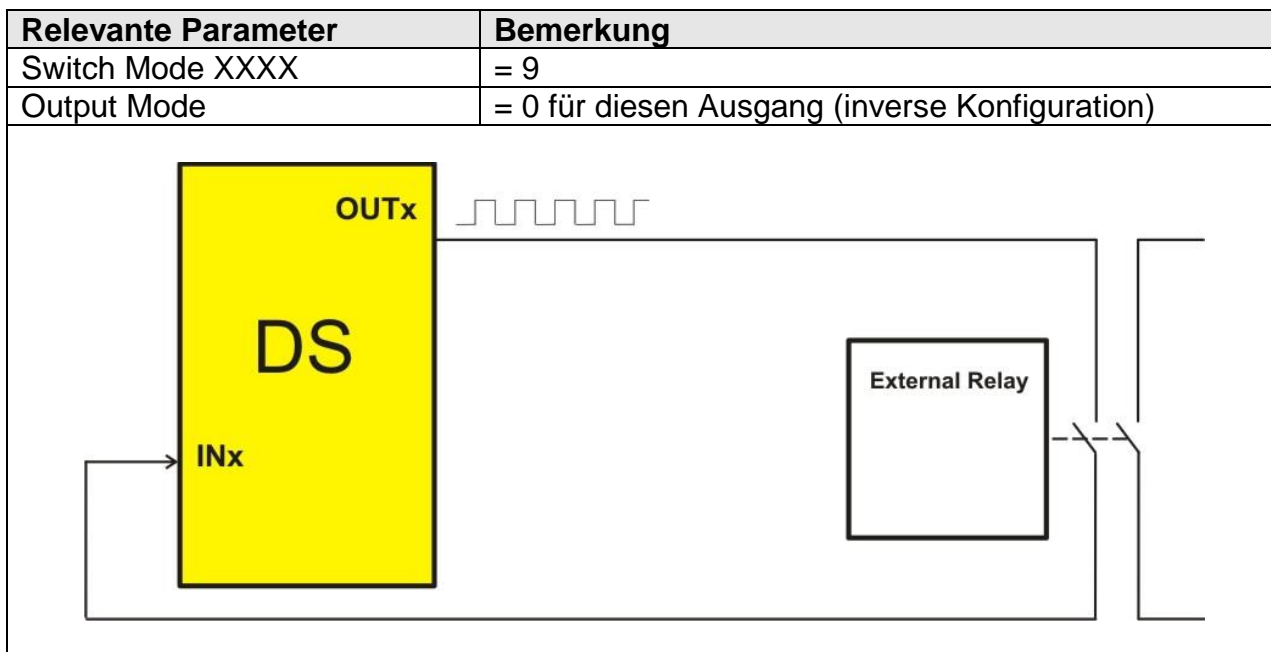 Relevante Parameter Bemerkung
Switch Mode XXXX = 9
Output Mode = 0 für diesen Ausgang (inverse Konfiguration)
OUTx
DS
External Relay
INx